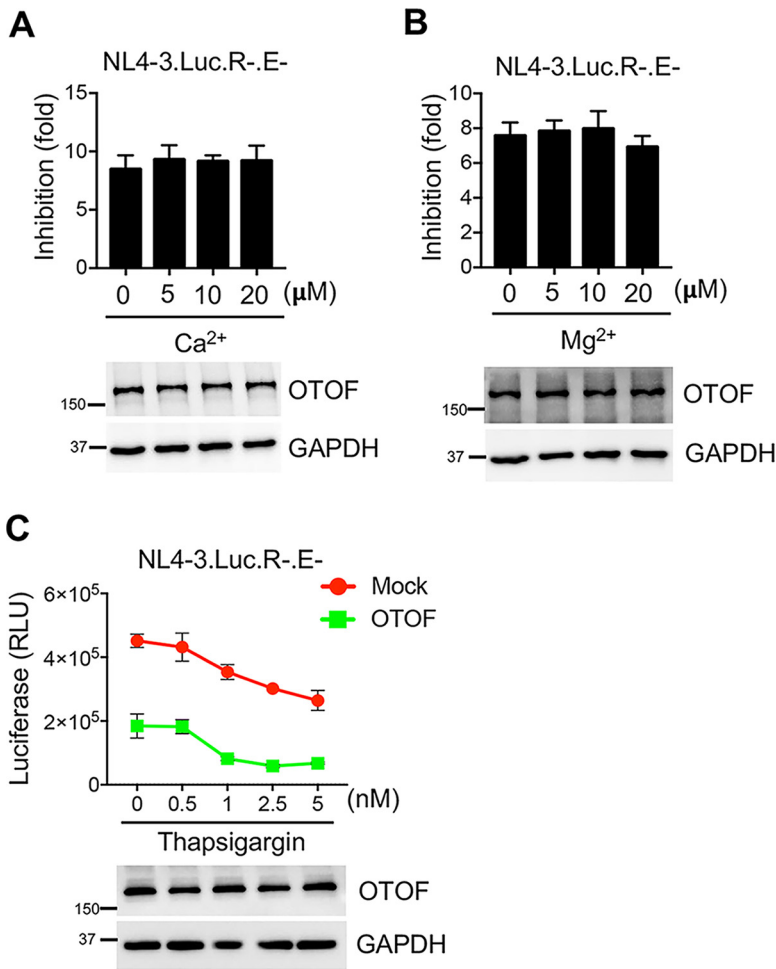 A
NL4-3.Luc.R-.E-
Inhibition (fold)
15
10
5
0
0 5 10 20 (μM)
Ca2+
OTOF
150
GAPDH
37
B
NL4-3.Luc.R-.E-
Inhibition (fold)
10
8
6
4
2
0
0 5 10 20 (μM)
Mg2+
OTOF
150
37
GAPDH
C
NL4-3.Luc.R-.E-
Mock
OTOF
Luciferase (RLU)
6×10⁵
4×10⁵
2×10⁵
0
0 0.5 1 2.5 5 (nM)
Thapsigargin
OTOF
150
37
GAPDH